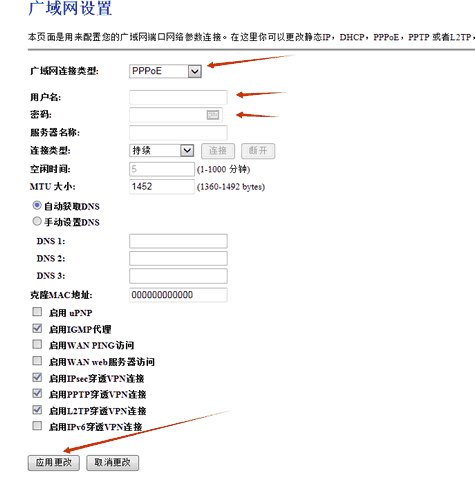 广域网设置
本页面是用来配置您的广域网端口网络参数连接。在这里你可以更改静态IP，DHCP，PPPoE，PPTP 或者L2TP，
广域网连接类型: PPPoE
用户名:
密码:
服务器名称:
连接类型: 持续 连接 断开
空闲时间: 5 (1-1000 分钟)
MTU 大小: 1452 (1360-1492 bytes)
自动获取DNS
手动设置DNS
DNS 1:
DNS 2:
DNS 3:
克隆MAC地址: 000000000000
启用 uPNP
启用IGMP代理
启用WAN PING访问
启用WAN web服务器访问
启用IPsec穿透VPN连接
启用PPTP穿透VPN连接
启用L2TP穿透VPN连接
启用IPv6穿透VPN连接
应用更改 取消更改